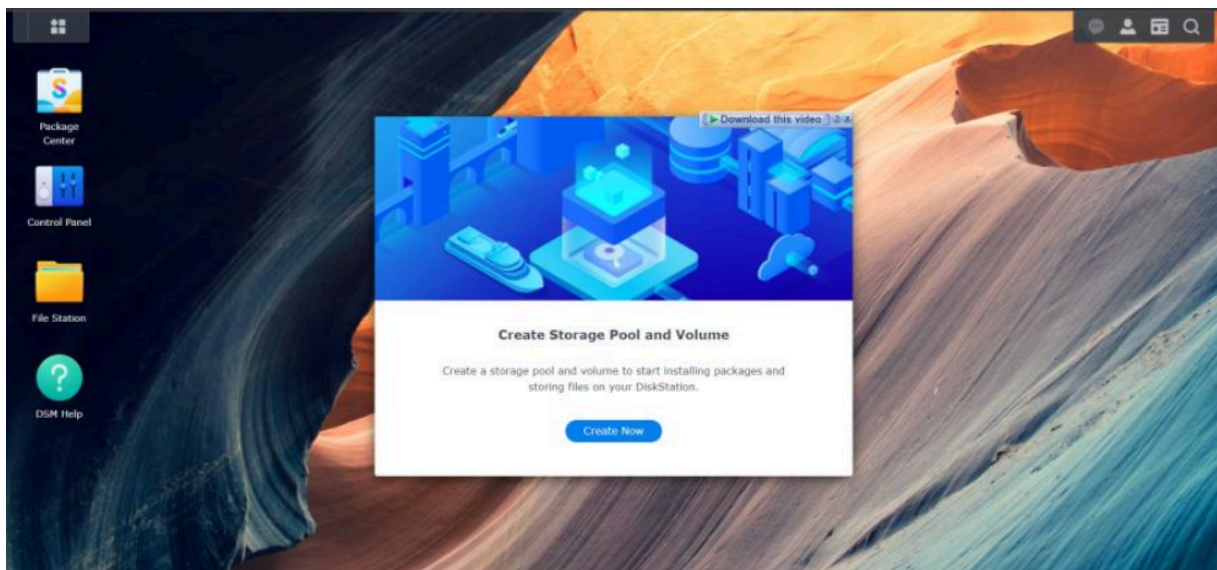 Package
Center
Control Panel
File Station
DSM Help
Download this video
Create Storage Pool and Volume
Create a storage pool and volume to start installing packages and
storing files on your DiskStation.
Create Now